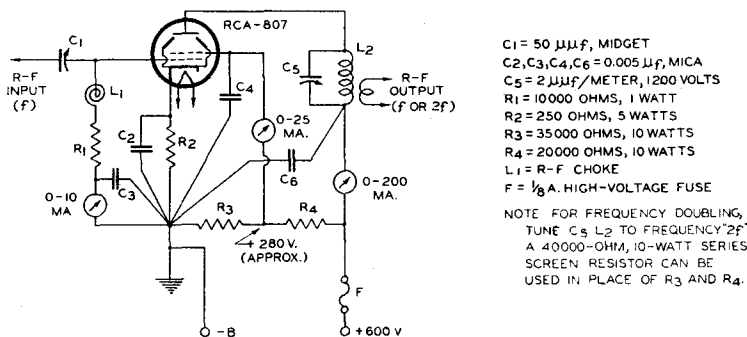 RCA-807
C1
R-F
INPUT
(f)
L1
R1
0-10
MA
C3
C2
R2
C4
0-25
MA.
C6
C5
L2
R-F
OUTPUT
(f OR 2f)
0-200
MA.
R3
R4
+280 V.
(APPROX.)
F
-B
+600 V
C1 = 50 µµf, MIDGET
C2,C3,C4,C6 = 0.005 µf, MICA
C5 = 2 µµf/METER, 1200 VOLTS
R1 = 10000 OHMS, 1 WATT
R2 = 250 OHMS, 5 WATTS
R3 = 35000 OHMS, 10 WATTS
R4 = 20000 OHMS, 10 WATTS
L1 = R-F CHOKE
F = 1/8 A. HIGH-VOLTAGE FUSE
NOTE FOR FREQUENCY DOUBLING,
TUNE C5 L2 TO FREQUENCY "2f"
A 40000-OHM, 10-WATT SERIES
SCREEN RESISTOR CAN BE
USED IN PLACE OF R3 AND R4.